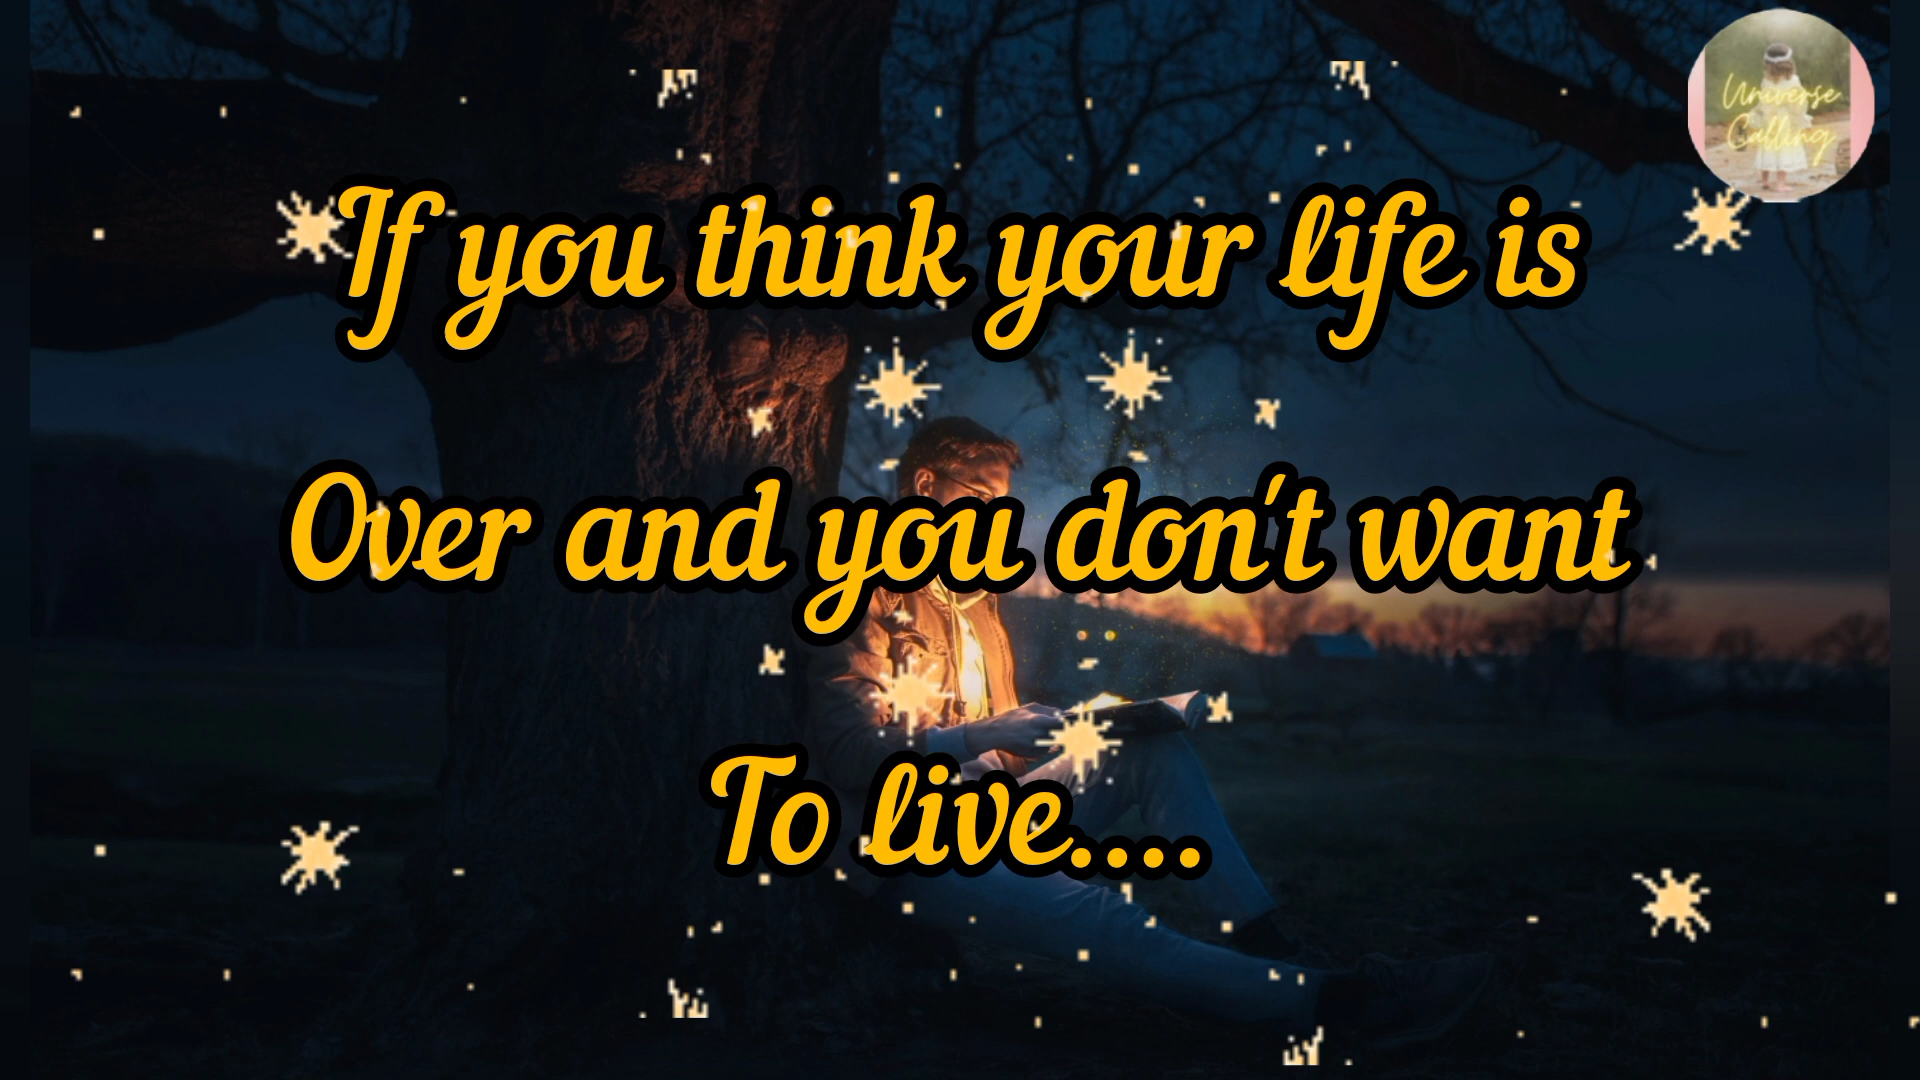 Universe
Calling
If you think your life is
Over and you don't want
To live....